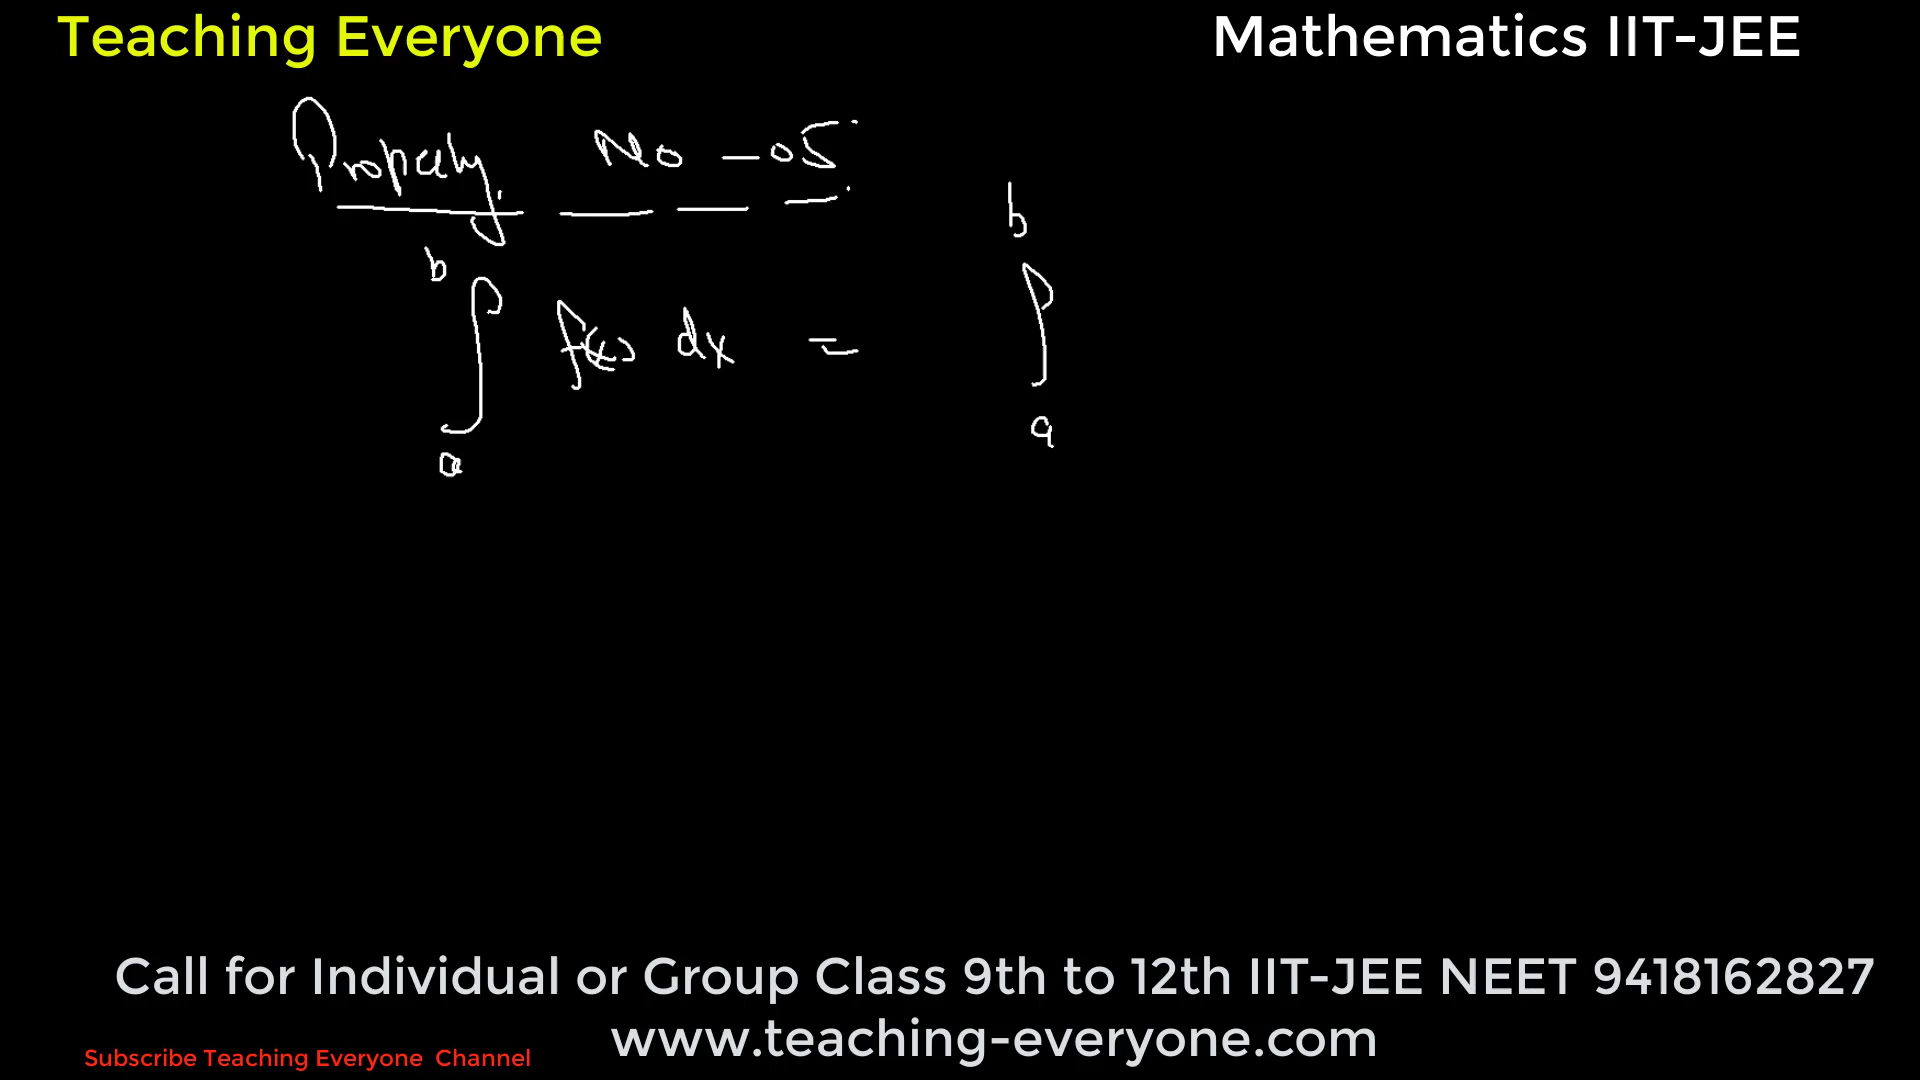 Teaching Everyone
Mathematics IIT-JEE
Property No - 05
b
∫ f(x) dx =
a
b
∫
a
Call for Individual or Group Class 9th to 12th IIT-JEE NEET 9418162827
www.teaching-everyone.com
Subscribe Teaching Everyone Channel